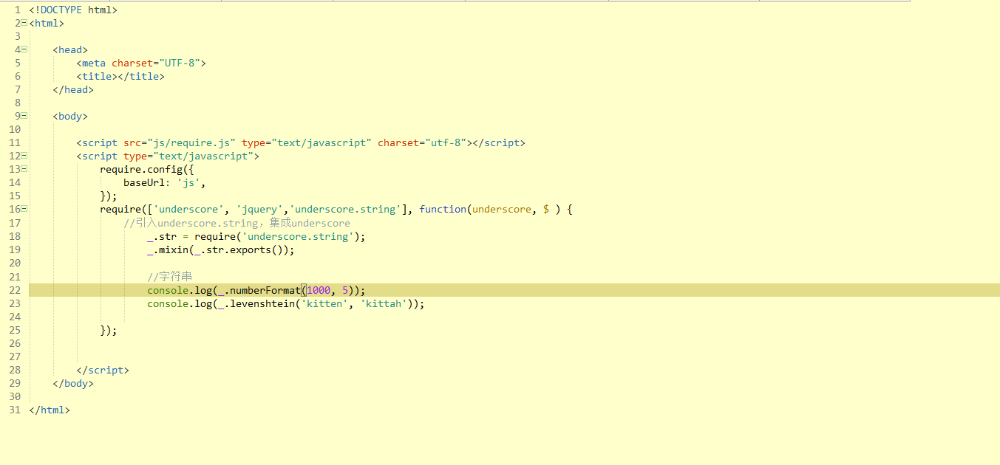 1 <!DOCTYPE html>
2 <html>
3
4 <head>
5 <meta charset="UTF-8">
6 <title></title>
7 </head>
8
9 <body>
10
11 <script src="js/require.js" type="text/javascript" charset="utf-8"></script>
12 <script type="text/javascript">
13 require.config({
14 baseUrl: 'js',
15 });
16 require(['underscore', 'jquery','underscore.string'], function(underscore, $ ) {
17 //引入underscore.string，集成underscore
18 _.str = require('underscore.string');
19 _.mixin(_.str.exports());
20
21 //字符串
22 console.log(_.numberFormat(1000, 5));
23 console.log(_.levenshtein('kitten', 'kittah'));
24
25 });
26
27
28 </script>
29 </body>
30
31 </html>